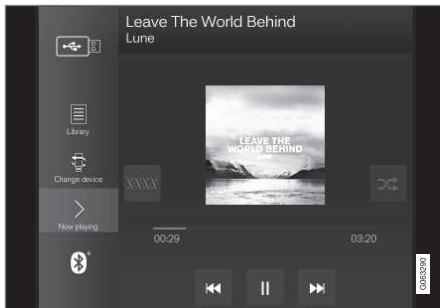 Leave The World Behind
Lune
Library
Change device
Now playing
LEAVE THE
WORLD BEHIND
LUNE
XXXX
00:29
03:20
G063290